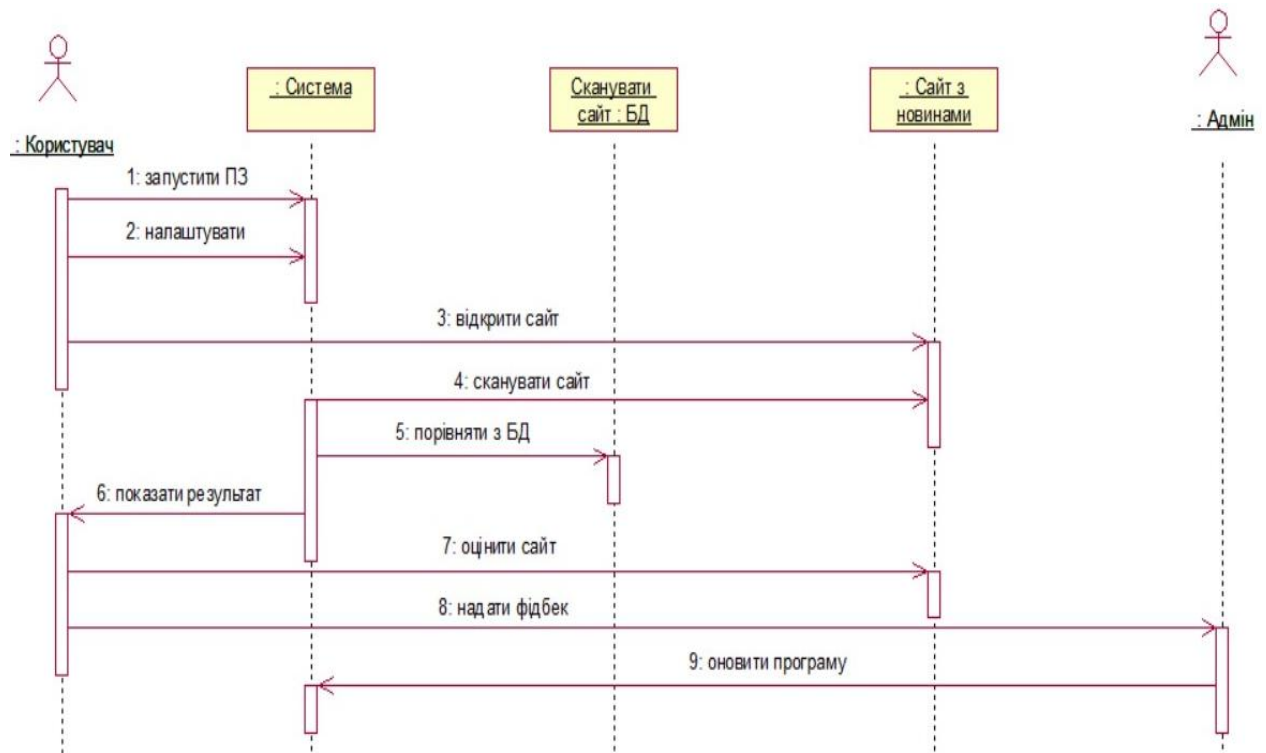 : Система
Сканувати
сайт : БД
: Сайт з
новинами
: Адмін
: Користувач
1: запустити ПЗ
2: налаштувати
3: відкрити сайт
4: сканувати сайт
5: порівняти з БД
6: показати результат
7: оцінити сайт
8: надати фідбек
9: оновити програму